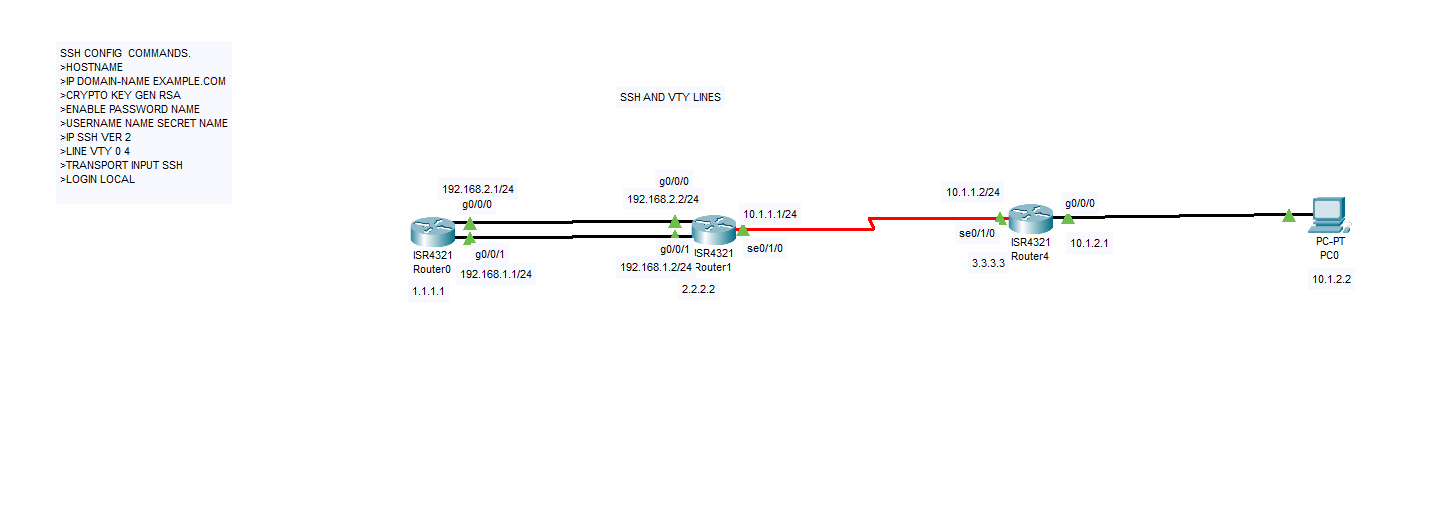 SSH CONFIG COMMANDS.
>HOSTNAME
>IP DOMAIN-NAME EXAMPLE.COM
>CRYPTO KEY GEN RSA
>ENABLE PASSWORD NAME
>USERNAME NAME SECRET NAME
>IP SSH VER 2
>LINE VTY 0 4
>TRANSPORT INPUT SSH
>LOGIN LOCAL
SSH AND VTY LINES
192.168.2.1/24
g0/0/0
g0/0/1
192.168.1.1/24
ISR4321
Router0
1.1.1.1
g0/0/0
192.168.2.2/24
g0/0/1
192.168.1.2/24
ISR4321
Router1
2.2.2.2
10.1.1.1/24
se0/1/0
10.1.1.2/24
se0/1/0
ISR4321
Router4
3.3.3.3
g0/0/0
10.1.2.1
PC-PT
PC0
10.1.2.2